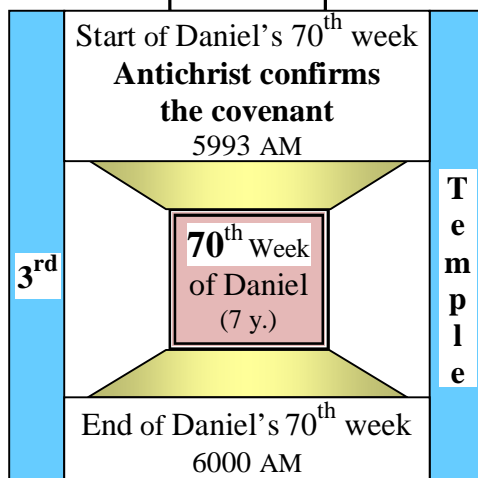 Start of Daniel's 70th week
Antichrist confirms
the covenant
5993 AM
3rd
70th Week
of Daniel
(7 y.)
Temple
End of Daniel's 70th week
6000 AM